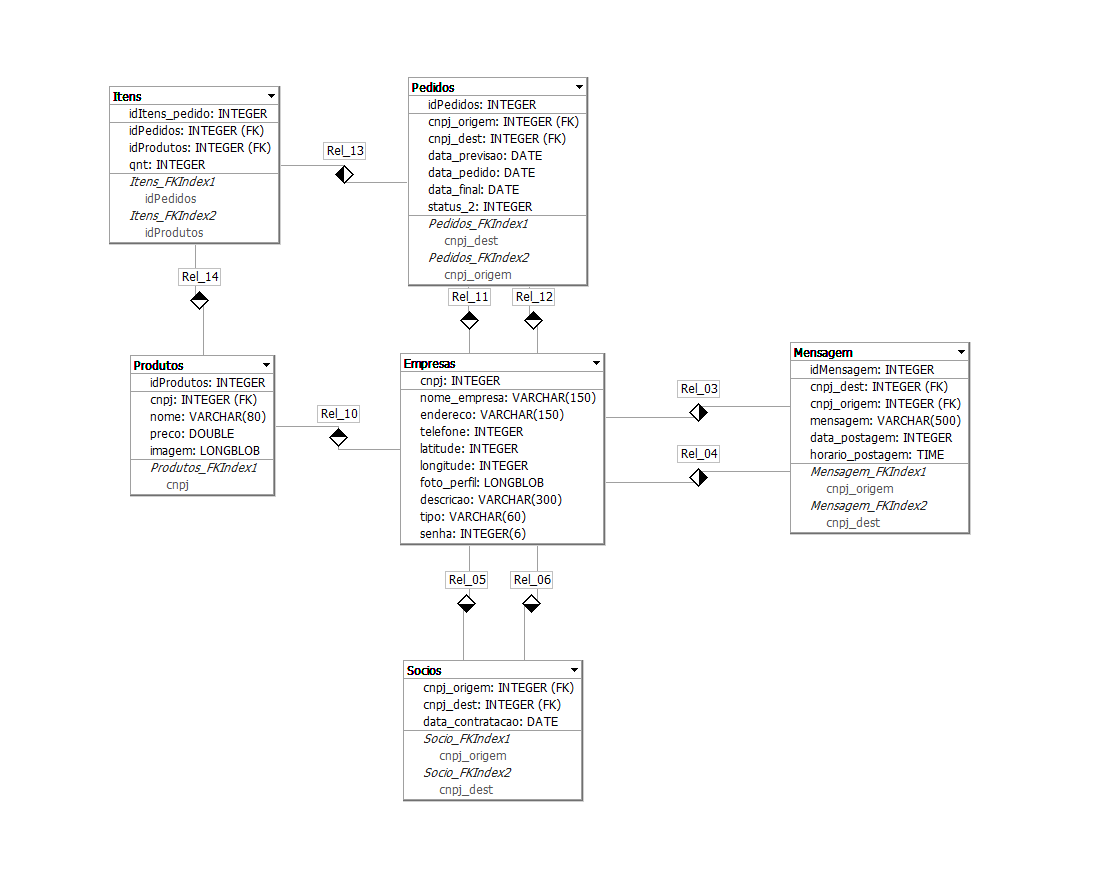 Itens
idItens_pedido: INTEGER
idPedidos: INTEGER (FK)
idProdutos: INTEGER (FK)
qnt: INTEGER
Itens_FKIndex1
idPedidos
Itens_FKIndex2
idProdutos
Rel_13
Pedidos
idPedidos: INTEGER
cnpj_origem: INTEGER (FK)
cnpj_dest: INTEGER (FK)
data_previsao: DATE
data_pedido: DATE
data_final: DATE
status_2: INTEGER
Pedidos_FKIndex1
cnpj_dest
Pedidos_FKIndex2
cnpj_origem
Rel_14
Rel_11
Rel_12
Produtos
idProdutos: INTEGER
cnpj: INTEGER (FK)
nome: VARCHAR(80)
preco: DOUBLE
imagem: LONGBLOB
Produtos_FKIndex1
cnpj
Rel_10
Empresas
cnpj: INTEGER
nome_empresa: VARCHAR(150)
endereco: VARCHAR(150)
telefone: INTEGER
latitude: INTEGER
longitude: INTEGER
foto_perfil: LONGBLOB
descricao: VARCHAR(300)
tipo: VARCHAR(60)
senha: INTEGER(6)
Rel_03
Rel_04
Mensagem
idMensagem: INTEGER
cnpj_dest: INTEGER (FK)
cnpj_origem: INTEGER (FK)
mensagem: VARCHAR(500)
data_postagem: INTEGER
horario_postagem: TIME
Mensagem_FKIndex1
cnpj_origem
Mensagem_FKIndex2
cnpj_dest
Rel_05
Rel_06
Socios
cnpj_origem: INTEGER (FK)
cnpj_dest: INTEGER (FK)
data_contratacao: DATE
Socio_FKIndex1
cnpj_origem
Socio_FKIndex2
cnpj_dest